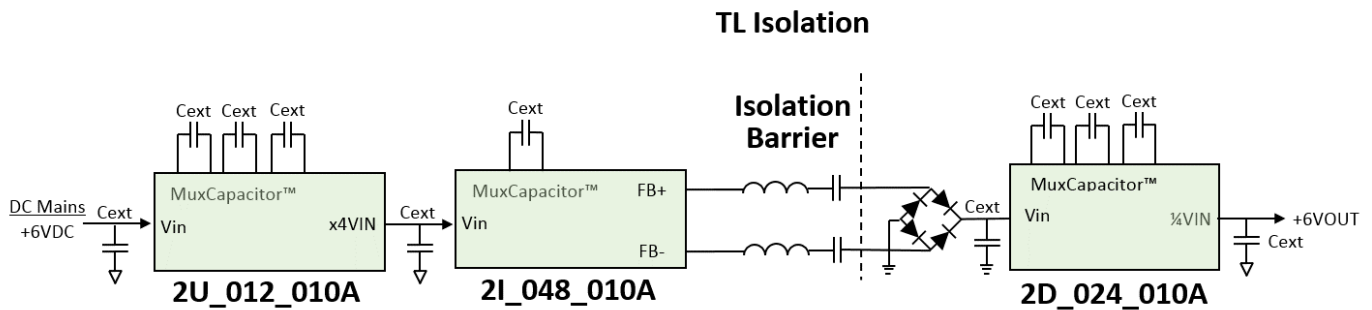 TL Isolation
Isolation
Barrier
Cext Cext Cext
Cext
Cext Cext Cext
MuxCapacitor™
MuxCapacitor™
MuxCapacitor™
FB+
DC Mains
+6VDC
Cext
Vin
x4VIN
Cext
Vin
FB-
Cext
Vin
¼VIN
+6VOUT
Cext
2U_012_010A
2I_048_010A
2D_024_010A